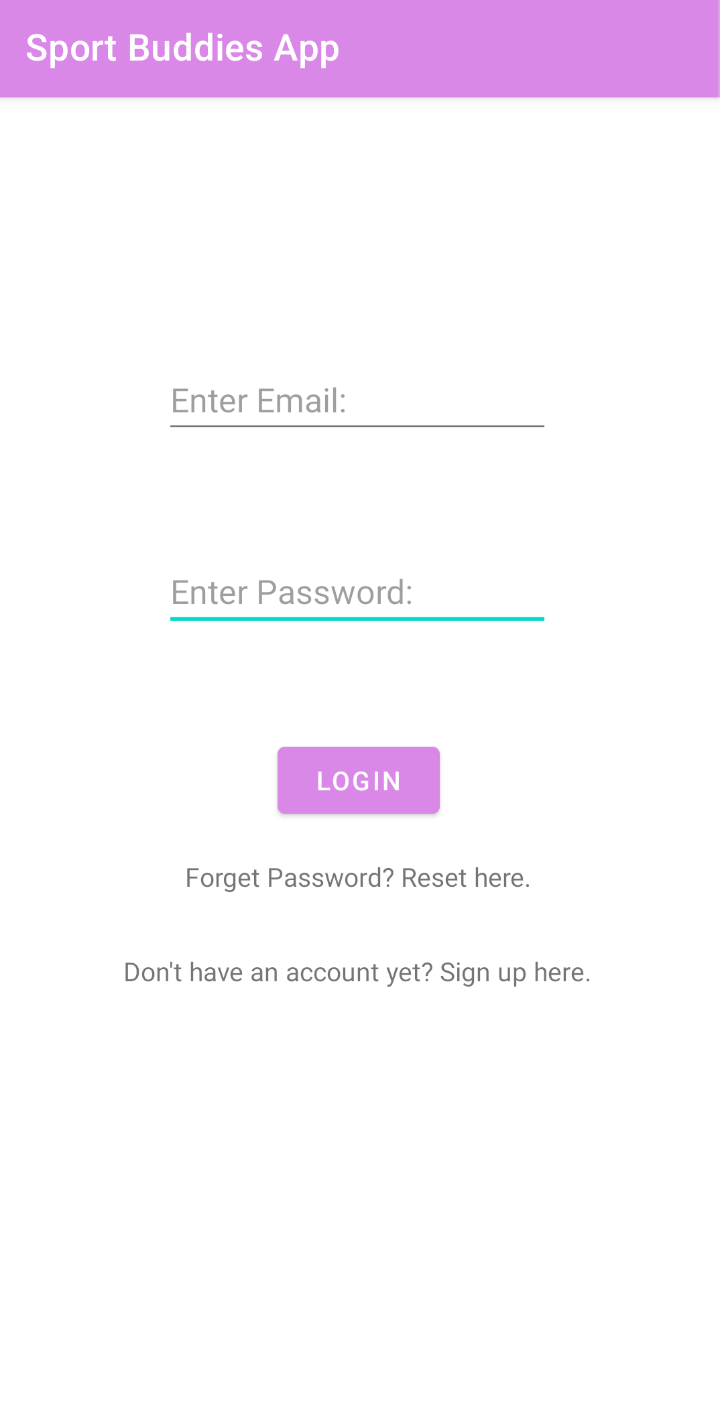 Sport Buddies App
Enter Email:
Enter Password:
LOGIN
Forget Password? Reset here.
Don't have an account yet? Sign up here.